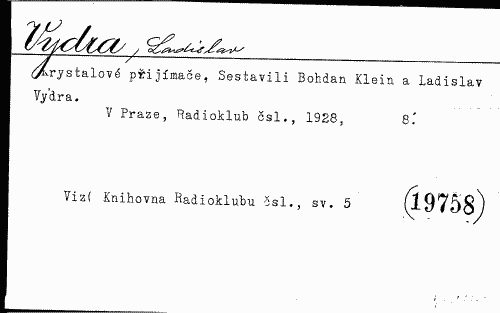 Vydra, Ladislav
Krystalové přijímače, Sestavili Bohdan Klein a Ladislav
Vydra.
V Praze, Radioklub čsl., 1928, 8.
Viz: Knihovna Radioklubu čsl., sv. 5 (19758)